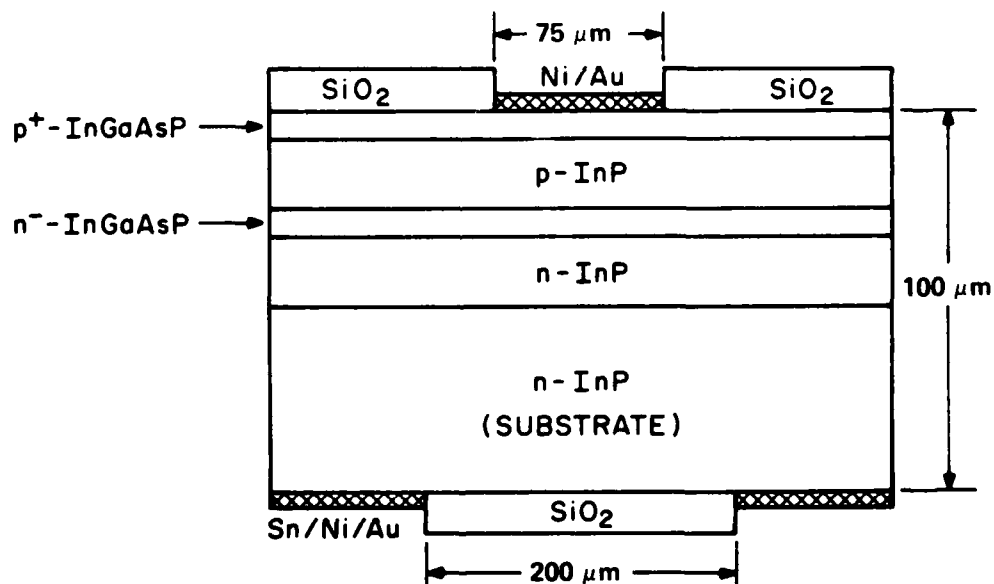 75 μm
Ni/Au
SiO₂
SiO₂
p⁺-InGaAsP
p-InP
n⁻-InGaAsP
n-InP
100 μm
n-InP
(SUBSTRATE)
SiO₂
Sn/Ni/Au
200 μm